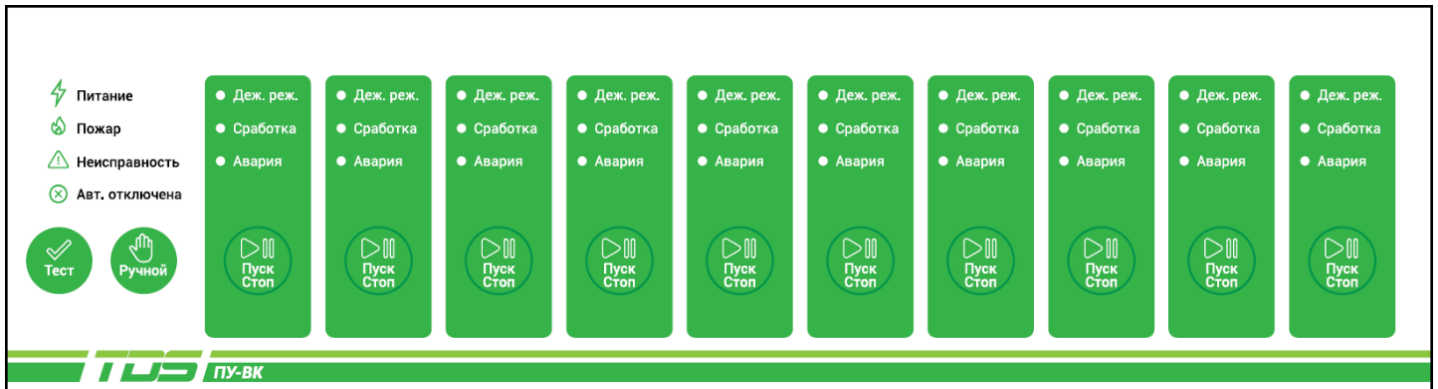 Питание
Пожар
Неисправность
Авт. отключена
Тест
Ручной
Деж. реж.
Сработка
Авария
Пуск
Стоп
Деж. реж.
Сработка
Авария
Пуск
Стоп
Деж. реж.
Сработка
Авария
Пуск
Стоп
Деж. реж.
Сработка
Авария
Пуск
Стоп
Деж. реж.
Сработка
Авария
Пуск
Стоп
Деж. реж.
Сработка
Авария
Пуск
Стоп
Деж. реж.
Сработка
Авария
Пуск
Стоп
Деж. реж.
Сработка
Авария
Пуск
Стоп
Деж. реж.
Сработка
Авария
Пуск
Стоп
Деж. реж.
Сработка
Авария
Пуск
Стоп
TDS ПУ-ВК